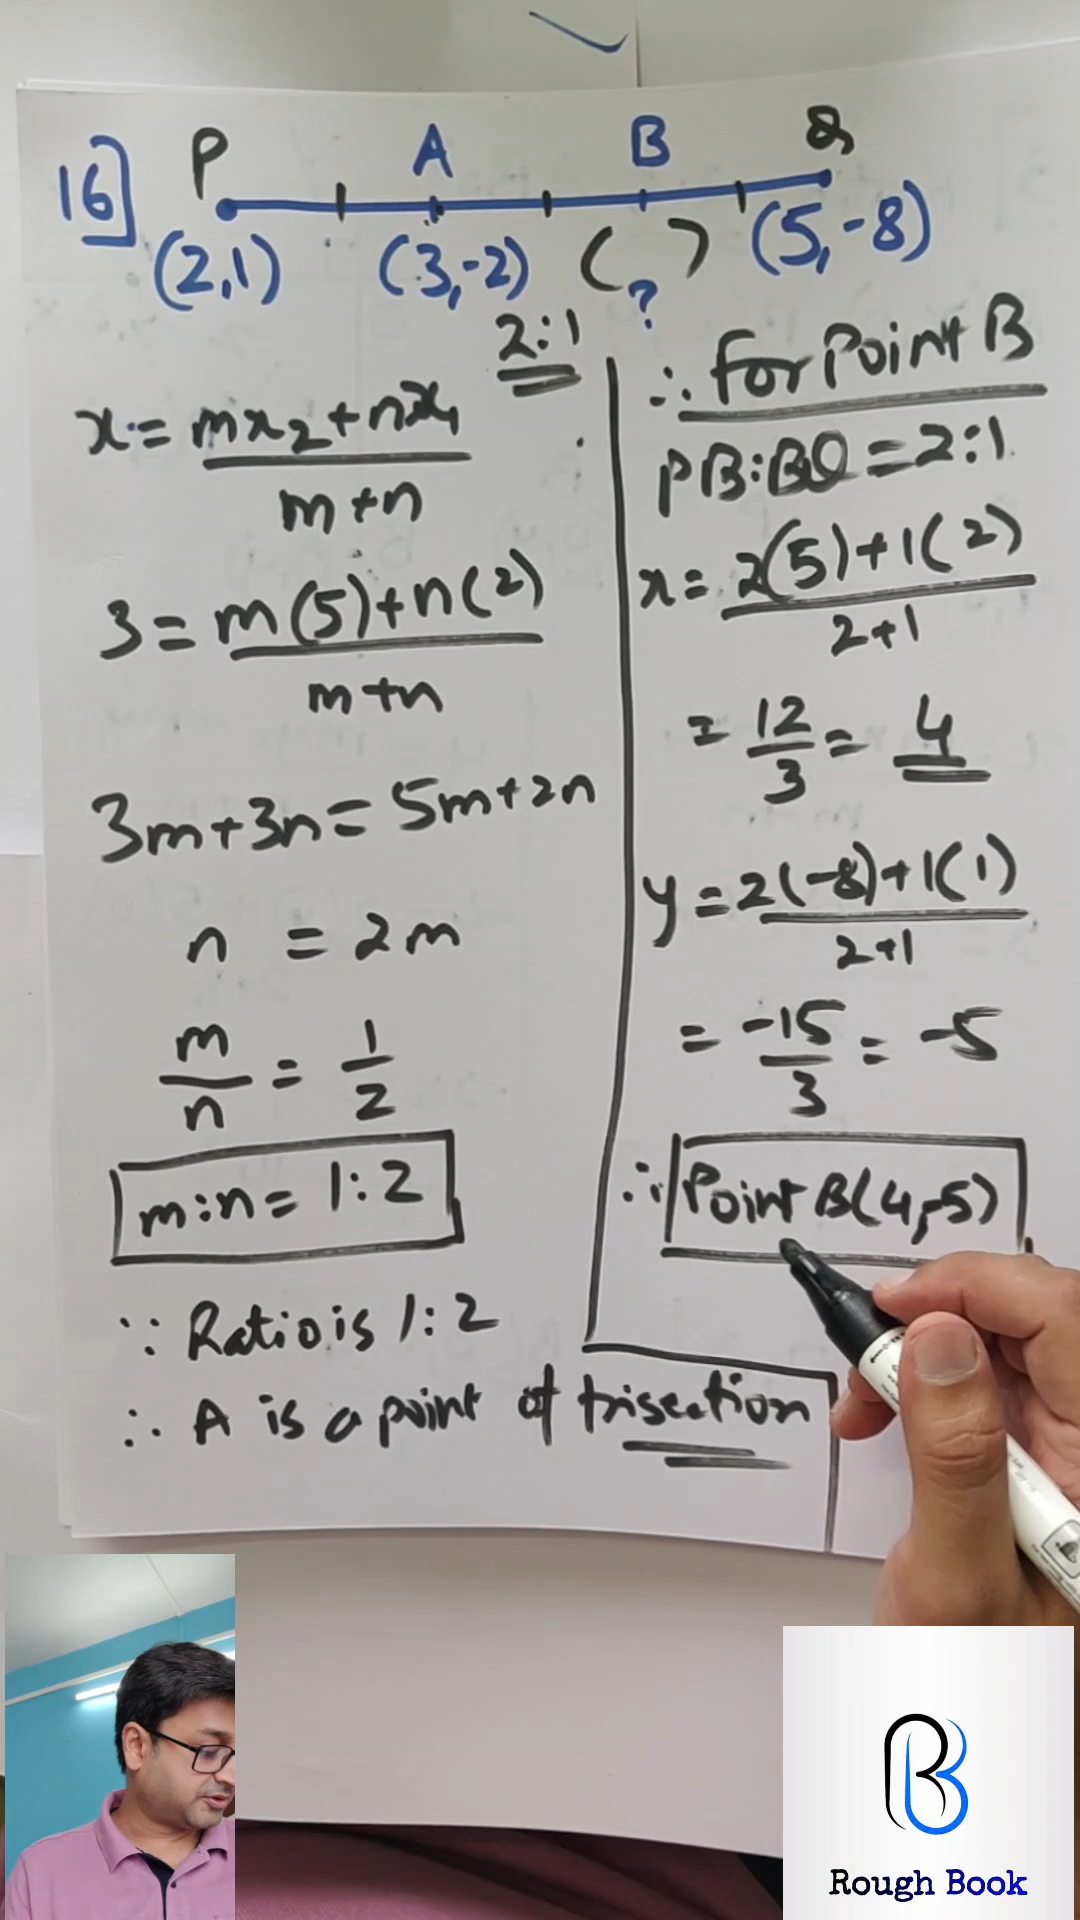 16]
P A B Q
(2,1) (3,-2) ( ? ) (5,-8)
2:1
x = mx₂+nx₁
m+n
3 = m(5)+n(2)
m+n
3m+3n = 5m+2n
n = 2m
m/n = 1/2
m:n = 1:2
∵ Ratio is 1:2
∴ A is a point of trisection
∴ For Point B
PB:BQ = 2:1
x = 2(5)+1(2)
2+1
= 12/3 = 4
y = 2(-8)+1(1)
2+1
= -15/3 = -5
∴ Point B(4,-5)
Rough Book